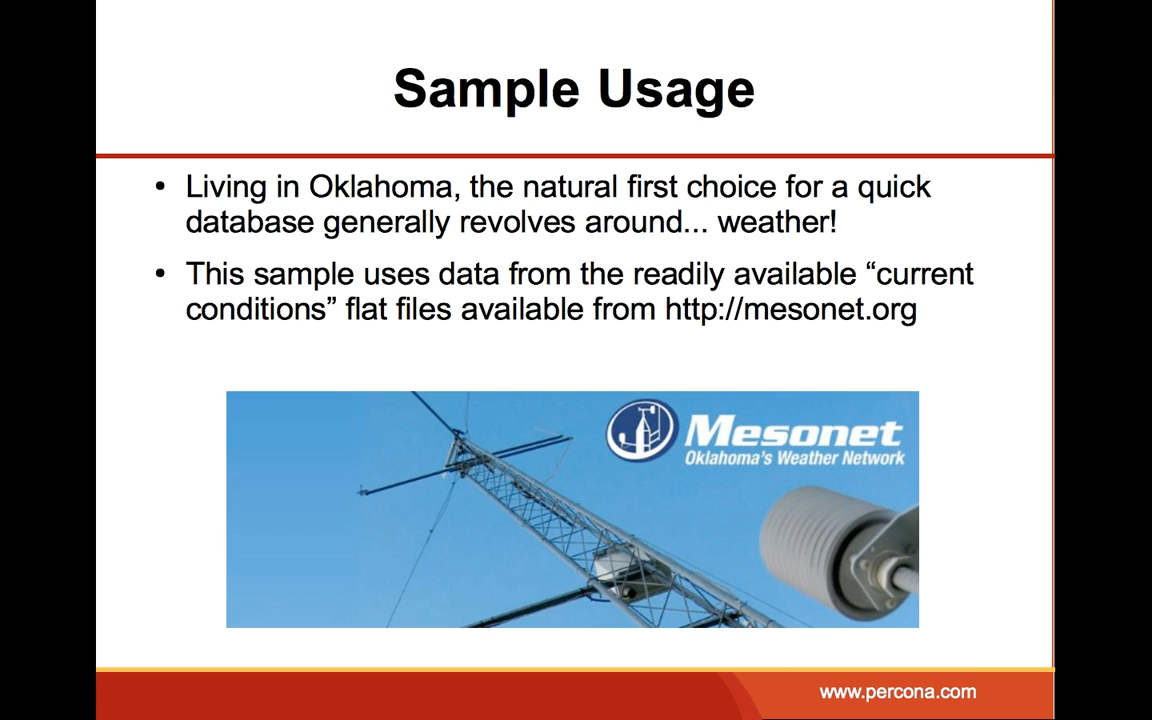 Sample Usage
• Living in Oklahoma, the natural first choice for a quick
database generally revolves around... weather!
• This sample uses data from the readily available “current
conditions” flat files available from http://mesonet.org
Mesonet
Oklahoma's Weather Network
www.percona.com